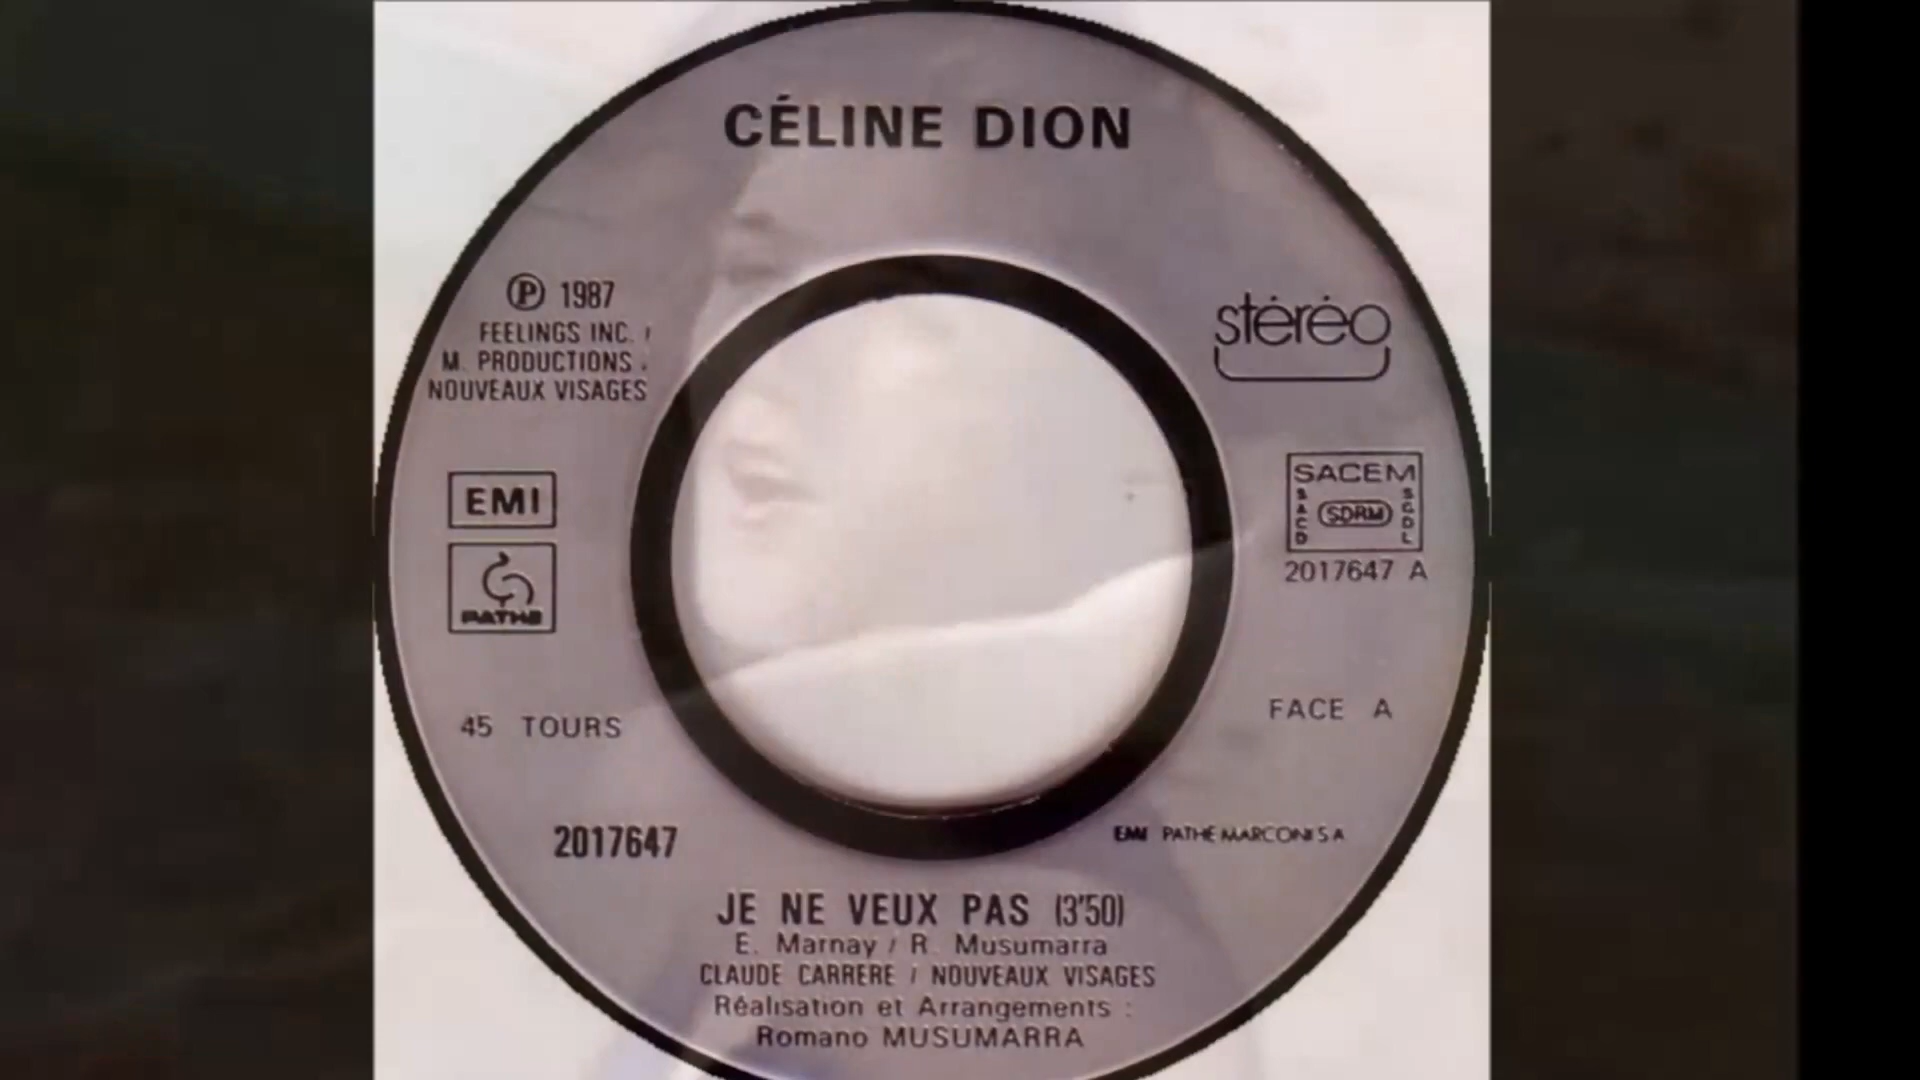 CÉLINE DION
℗ 1987
FEELINGS INC. /
M. PRODUCTIONS /
NOUVEAUX VISAGES
stéréo
EMI
PATHE
SACEM
SACD
SDRM
SGDL
2017647 A
45 TOURS
FACE A
2017647
EMI PATHE MARCONI S A
JE NE VEUX PAS (3'50)
E. Marnay / R. Musumarra
CLAUDE CARRERE / NOUVEAUX VISAGES
Réalisation et Arrangements :
Romano MUSUMARRA